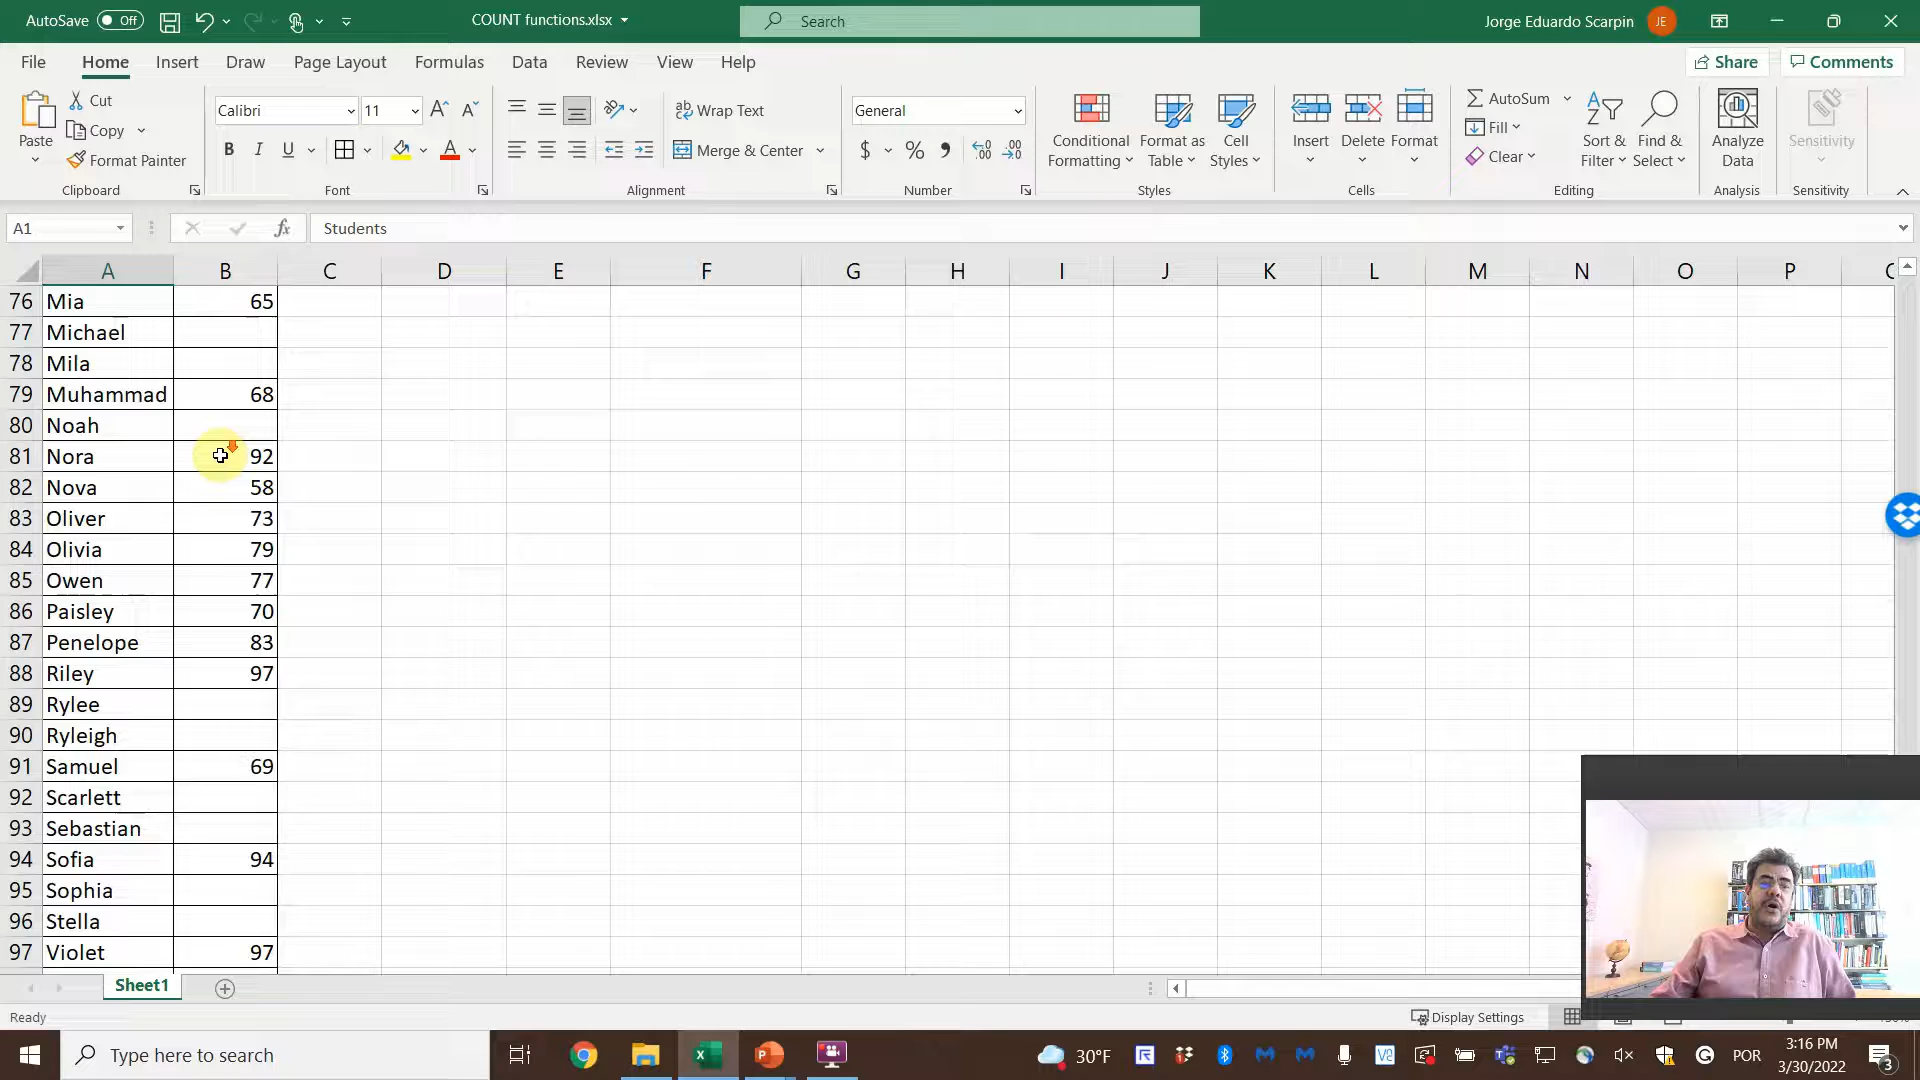 AutoSave Off COUNT functions.xlsx Search Jorge Eduardo Scarpin JE
File Home Insert Draw Page Layout Formulas Data Review View Help Share Comments
Paste Cut Copy Format Painter Clipboard
Calibri 11 B I U A Font
Wrap Text Merge & Center Alignment
General $ % Number
Conditional Formatting Format as Table Cell Styles Styles
Insert Delete Format Cells
AutoSum Fill Clear Sort & Filter Find & Select Editing
Analyze Data Analysis
Sensitivity Sensitivity
A1 fx Students
A B C D E F G H I J K L M N O P
76 Mia 65
77 Michael
78 Mila
79 Muhammad 68
80 Noah
81 Nora 92
82 Nova 58
83 Oliver 73
84 Olivia 79
85 Owen 77
86 Paisley 70
87 Penelope 83
88 Riley 97
89 Rylee
90 Ryleigh
91 Samuel 69
92 Scarlett
93 Sebastian
94 Sofia 94
95 Sophia
96 Stella
97 Violet 97
Sheet1
Ready Display Settings
Type here to search 30°F POR 3:16 PM
3/30/2022 3